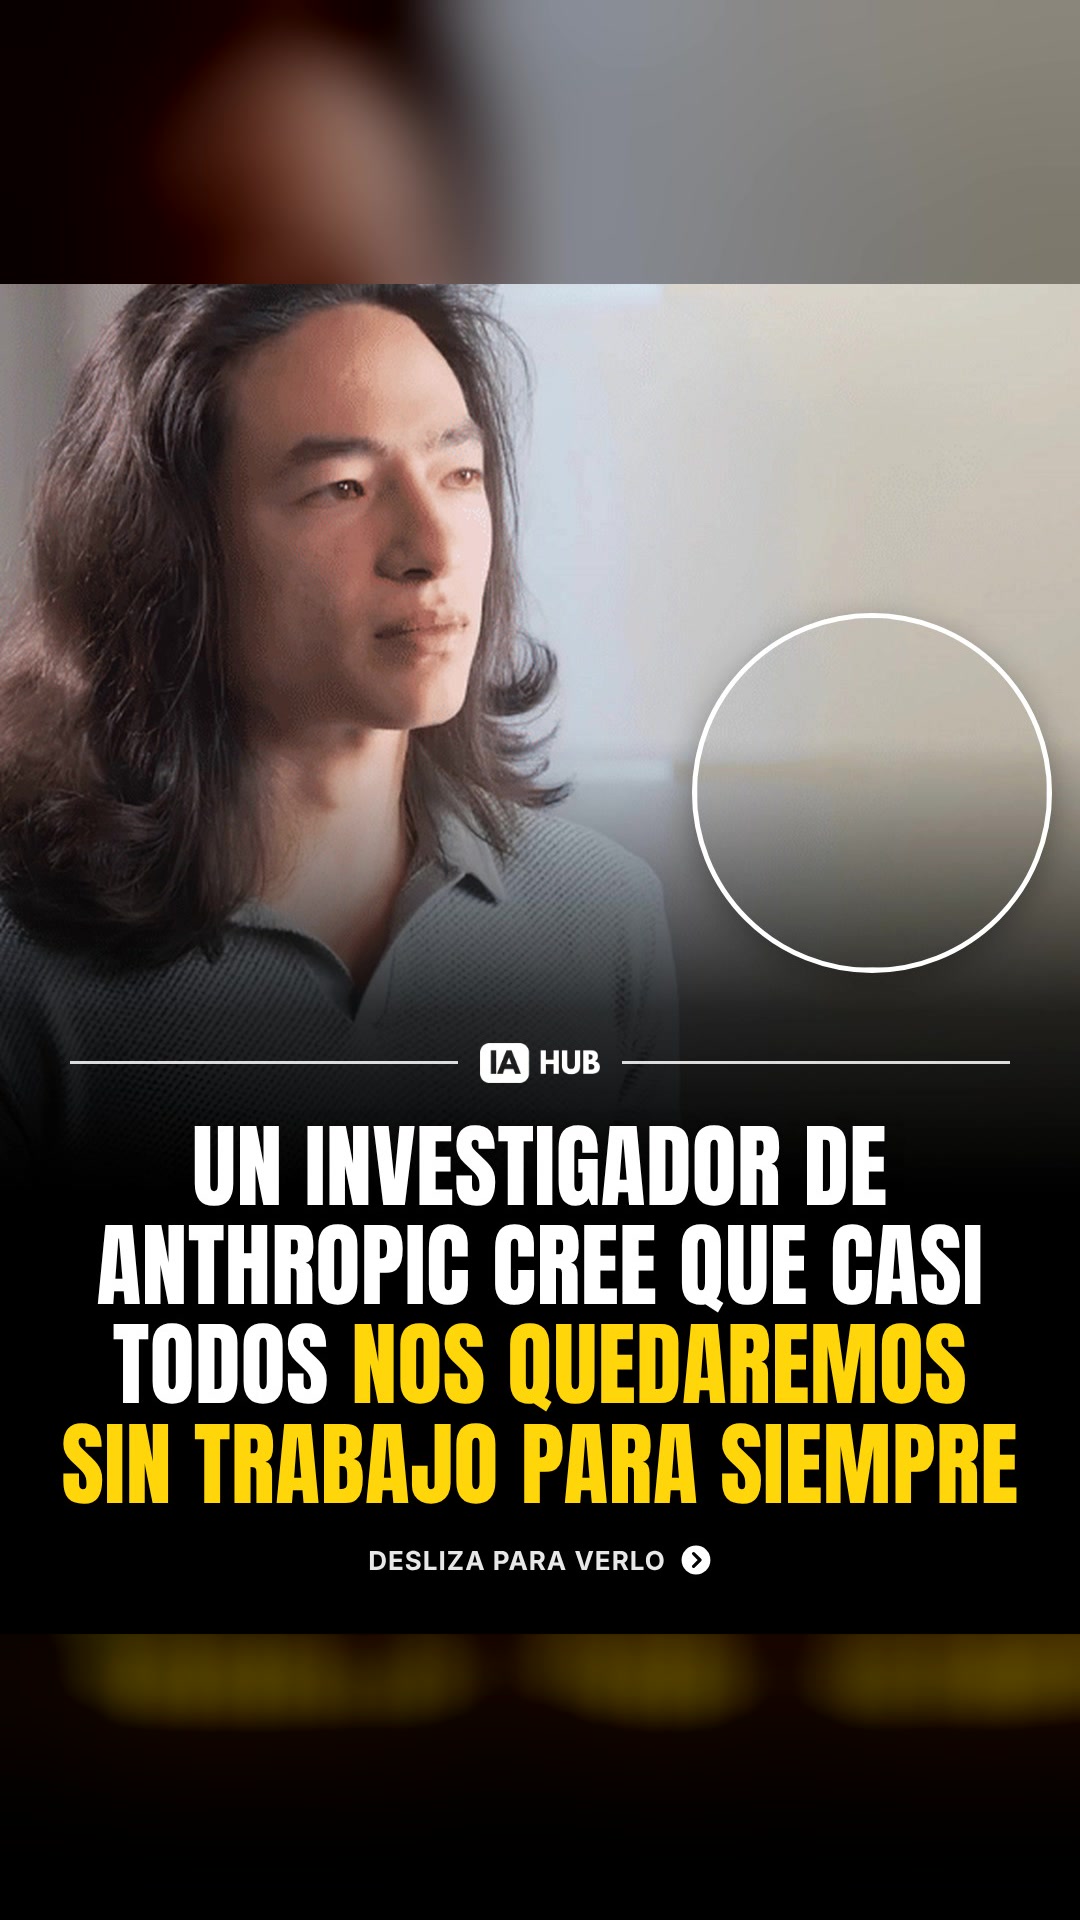 IA HUB
UN INVESTIGADOR DE
ANTHROPIC CREE QUE CASI
TODOS NOS QUEDAREMOS
SIN TRABAJO PARA SIEMPRE
DESLIZA PARA VERLO